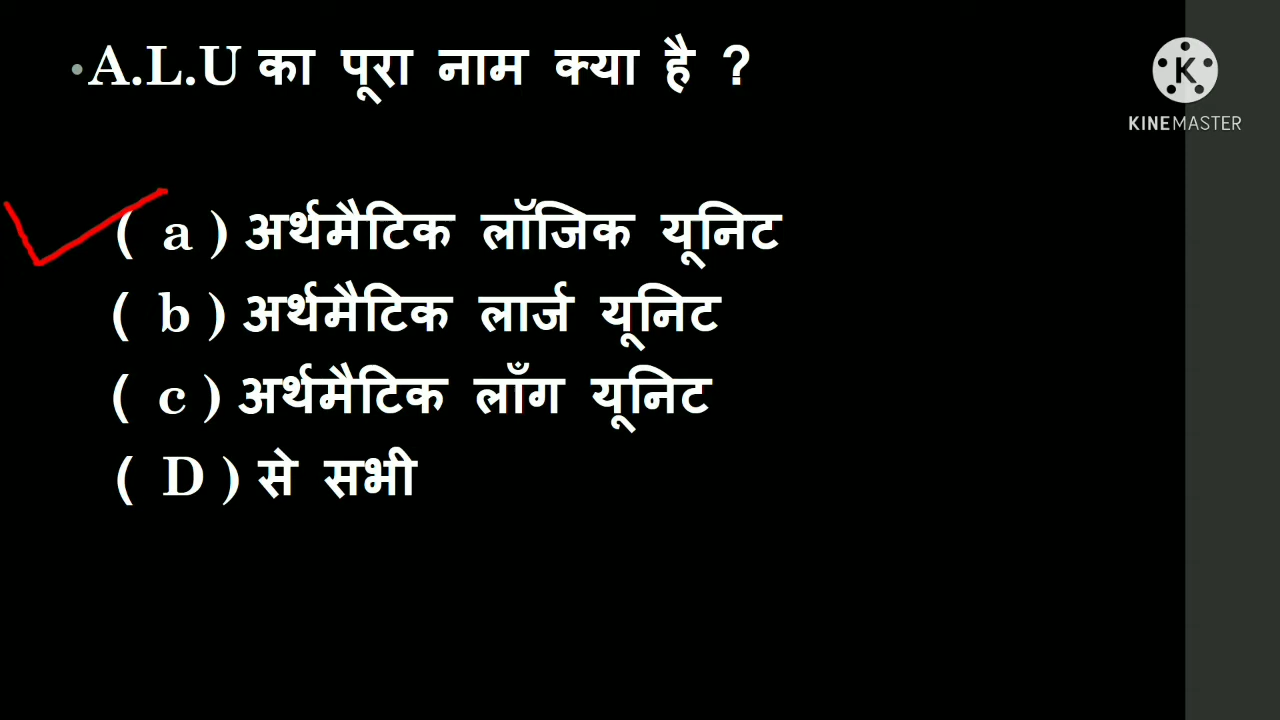 •A.L.U का पूरा नाम क्या है ?
KINEMASTER
( a ) अर्थमैटिक लॉजिक यूनिट
( b ) अर्थमैटिक लार्ज यूनिट
( c ) अर्थमैटिक लाँग यूनिट
( D ) से सभी